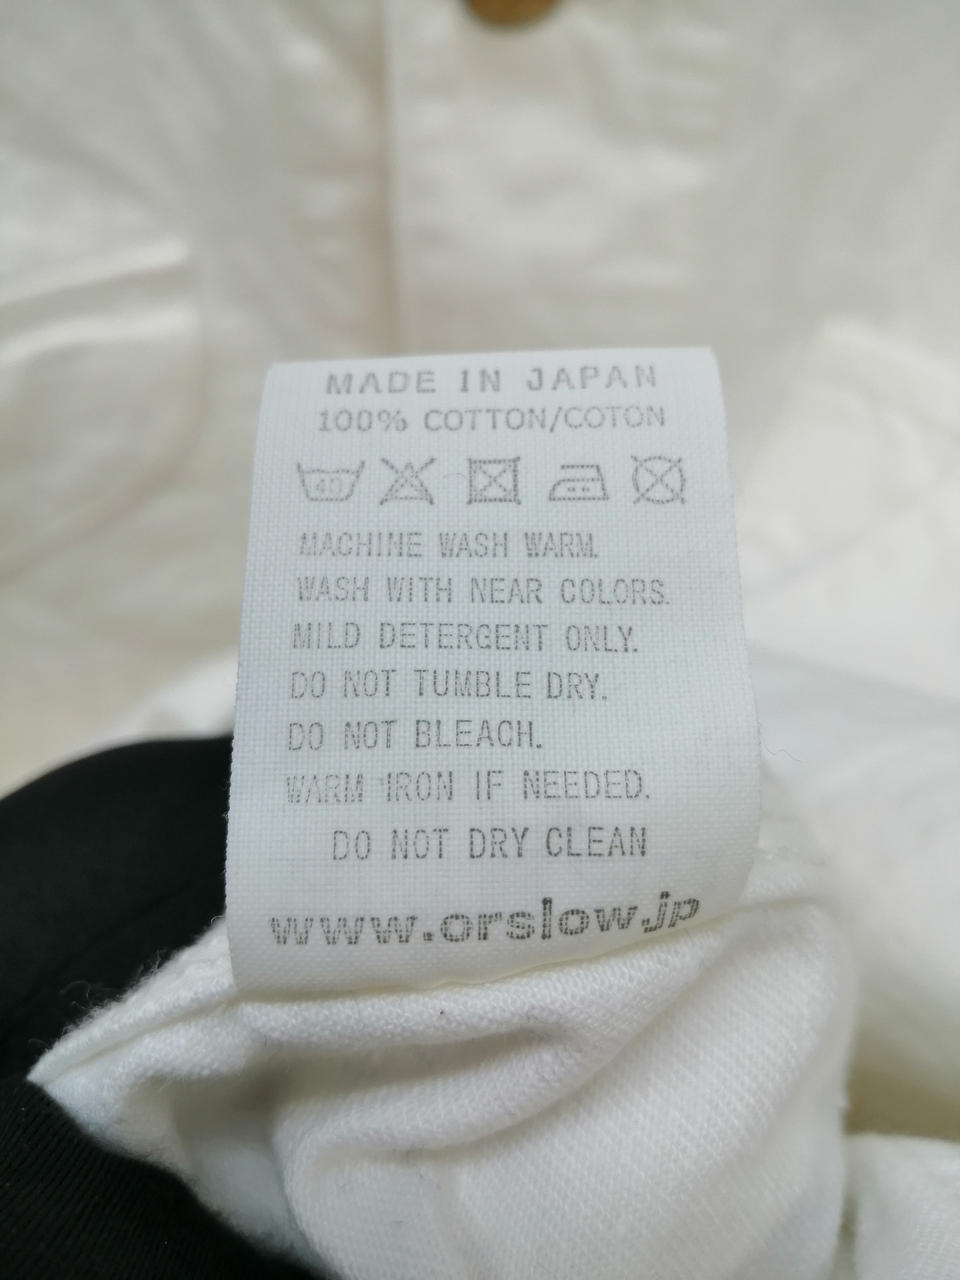 MADE IN JAPAN
100% COTTON/COTON
40
MACHINE WASH WARM.
WASH WITH NEAR COLORS.
MILD DETERGENT ONLY.
DO NOT TUMBLE DRY.
DO NOT BLEACH.
WARM IRON IF NEEDED.
DO NOT DRY CLEAN
www.orslow.jp